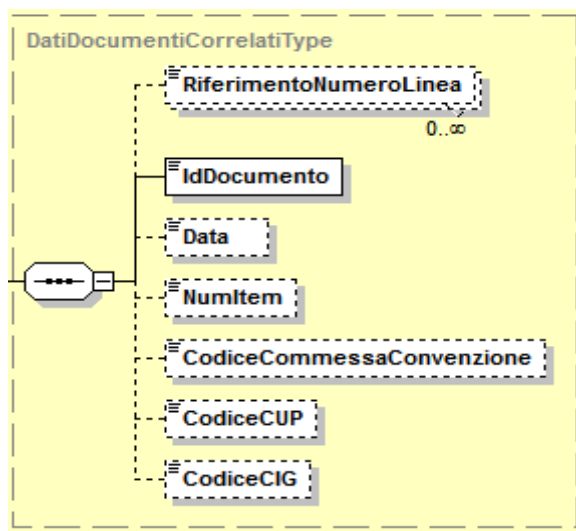 DatiDocumentiCorrelatiType
RiferimentoNumeroLinea
0..∞
IdDocumento
Data
NumItem
CodiceCommessaConvenzione
CodiceCUP
CodiceCIG